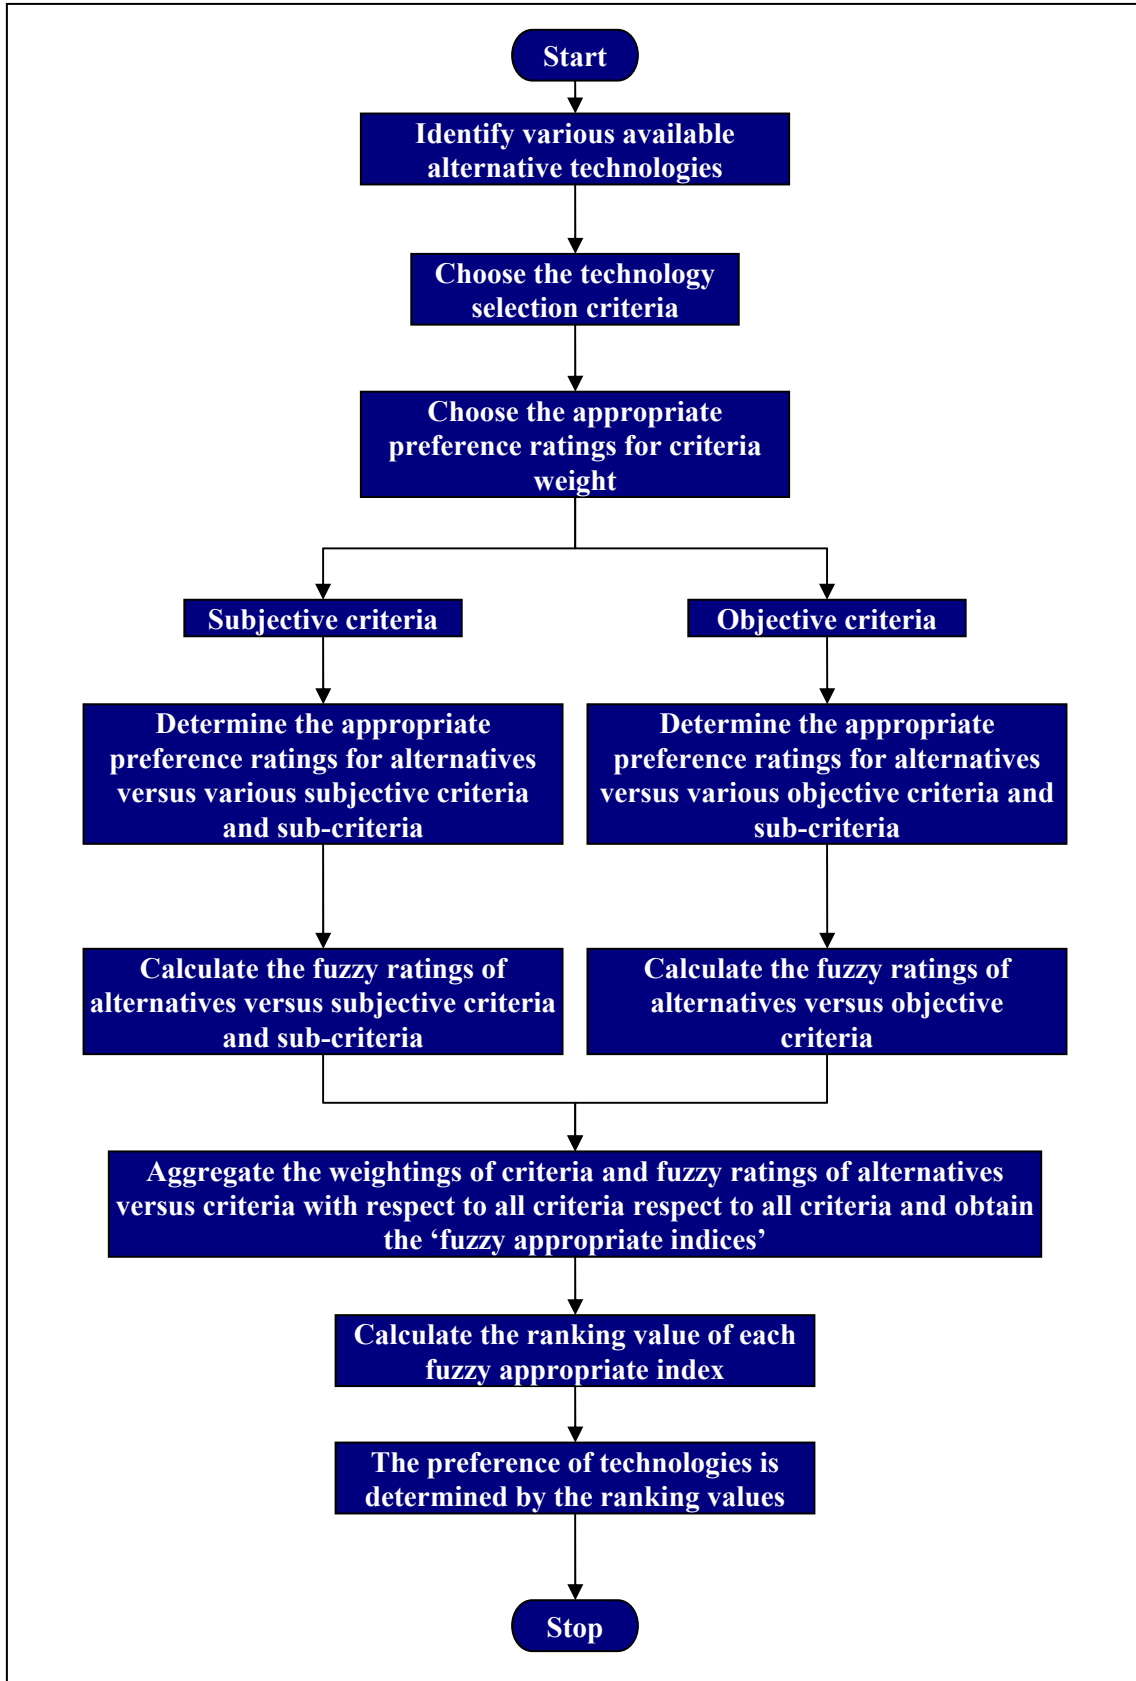 Start
Identify various available
alternative technologies
Choose the technology
selection criteria
Choose the appropriate
preference ratings for criteria
weight
Subjective criteria
Objective criteria
Determine the appropriate
preference ratings for alternatives
versus various subjective criteria
and sub-criteria
Determine the appropriate
preference ratings for alternatives
versus various objective criteria and
sub-criteria
Calculate the fuzzy ratings of
alternatives versus subjective criteria
and sub-criteria
Calculate the fuzzy ratings of
alternatives versus objective
criteria
Aggregate the weightings of criteria and fuzzy ratings of alternatives
versus criteria with respect to all criteria respect to all criteria and obtain
the ‘fuzzy appropriate indices’
Calculate the ranking value of each
fuzzy appropriate index
The preference of technologies is
determined by the ranking values
Stop